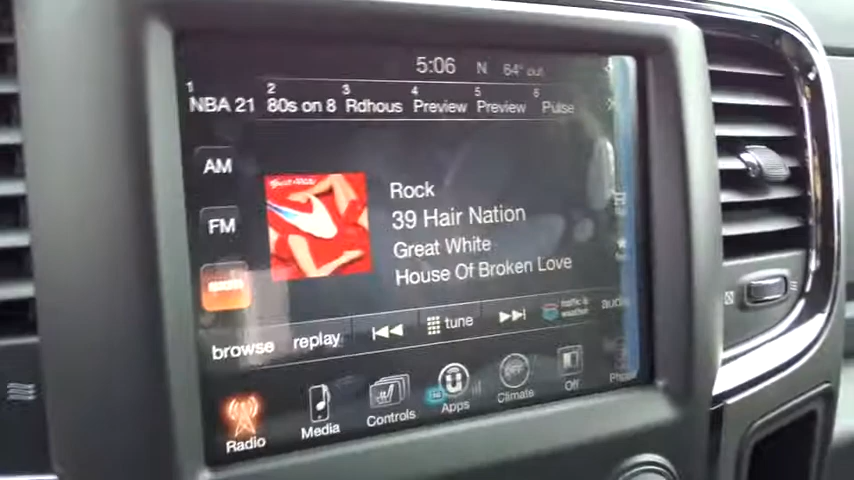 5:06 N 64° out
1 2 3 4 5 6
NBA 21 80s on 8 Rdhous Preview Preview Pulse
AM
FM
Rock
39 Hair Nation
Great White
House Of Broken Love
browse replay tune traffic & weather audio
Radio Media Controls Apps Climate Off Phone
OFF